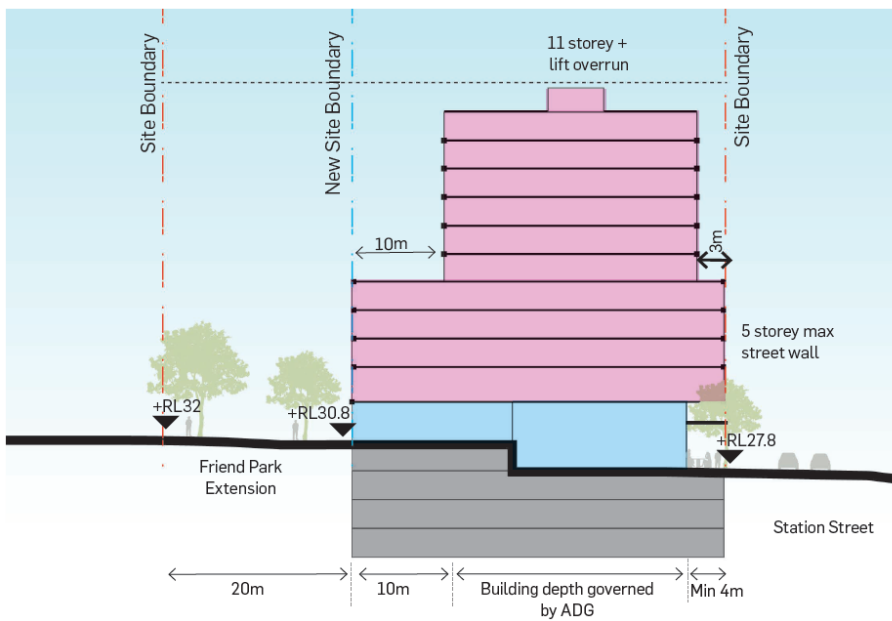 11 storey +
lift overrun
Site Boundary
New Site Boundary
Site Boundary
10m
3m
5 storey max
street wall
+RL32
+RL30.8
+RL27.8
Friend Park
Extension
Station Street
20m
10m
Building depth governed
by ADG
Min 4m